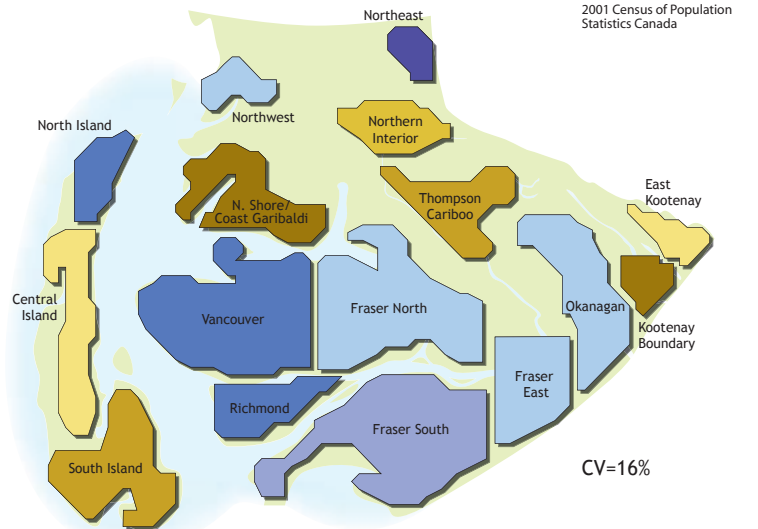 2001 Census of Population
Statistics Canada
Northeast
Northwest
Northern
Interior
North Island
N. Shore/
Coast Garibaldi
Thompson
Cariboo
East
Kootenay
Central
Island
Vancouver
Fraser North
Okanagan
Kootenay
Boundary
Richmond
Fraser South
Fraser
East
South Island
CV=16%